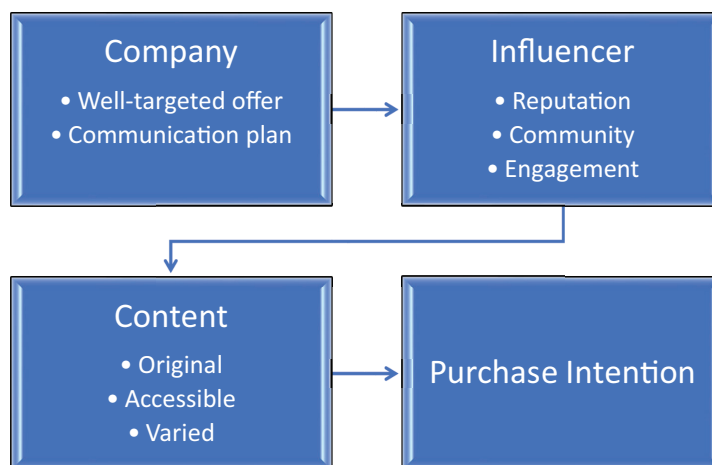 Company
• Well-targeted offer
• Communication plan
Influencer
• Reputation
• Community
• Engagement
Content
• Original
• Accessible
• Varied
Purchase Intention